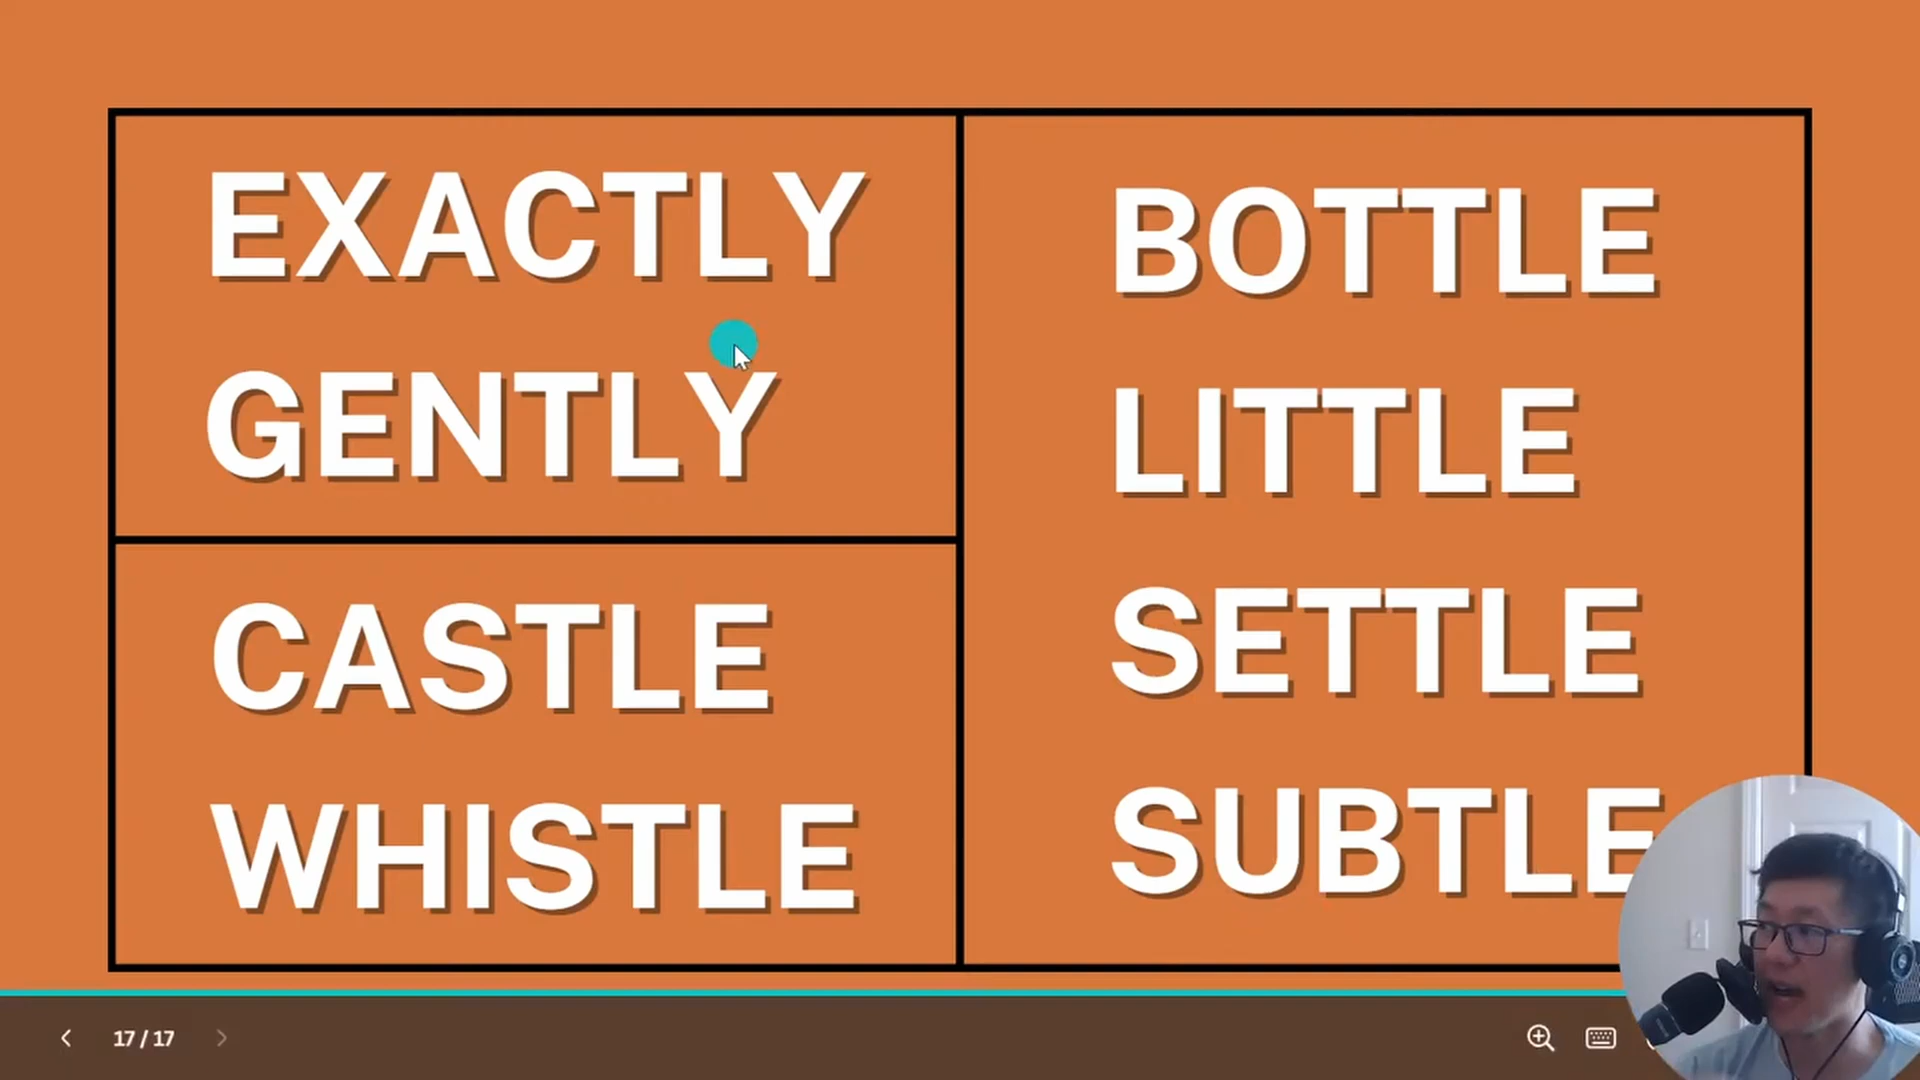 EXACTLY
GENTLY
CASTLE
WHISTLE
BOTTLE
LITTLE
SETTLE
SUBTLE
17 / 17